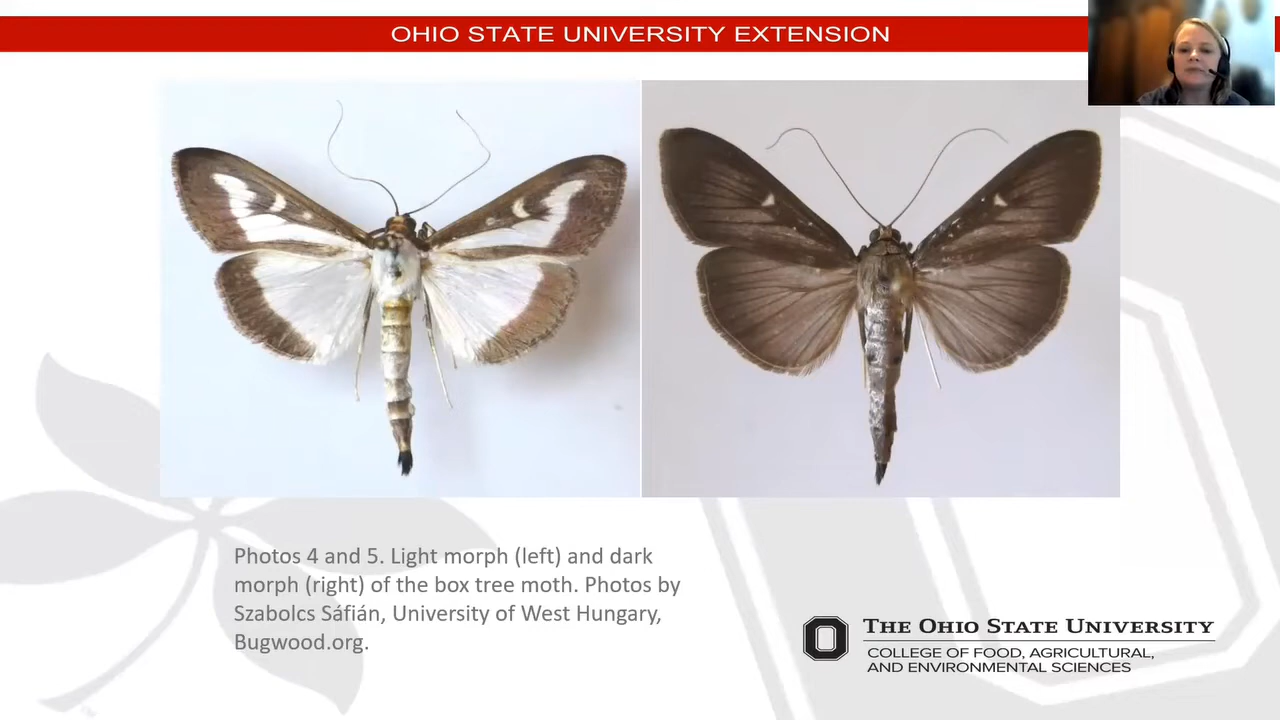 OHIO STATE UNIVERSITY EXTENSION
Photos 4 and 5. Light morph (left) and dark
morph (right) of the box tree moth. Photos by
Szabolcs Sáfián, University of West Hungary,
Bugwood.org.
THE OHIO STATE UNIVERSITY
COLLEGE OF FOOD, AGRICULTURAL,
AND ENVIRONMENTAL SCIENCES